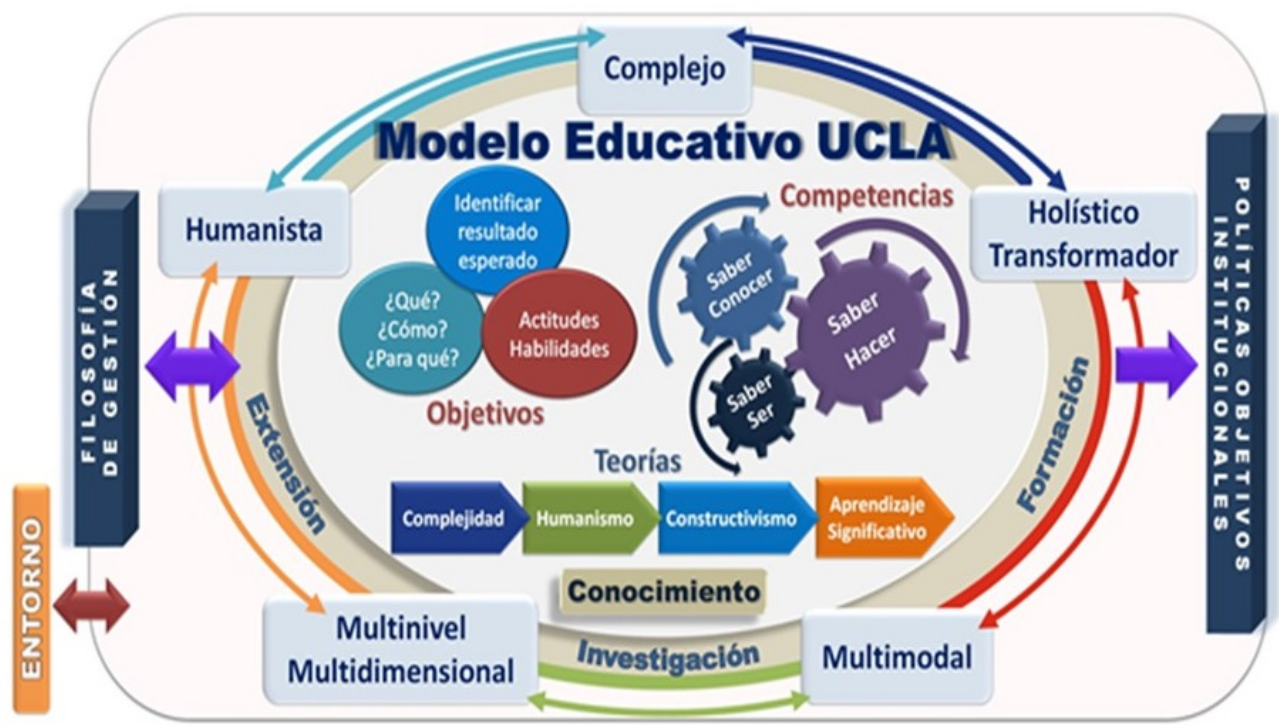 Complejo
Modelo Educativo UCLA
Humanista
Identificar
resultado
esperado
¿Qué?
¿Cómo?
¿Para qué?
Actitudes
Habilidades
Objetivos
Competencias
Saber
Conocer
Saber
Hacer
Saber
Ser
Holístico
Transformador
FILOSOFÍA
DE GESTIÓN
POLÍTICAS OBJETIVOS
INSTITUCIONALES
Extensión
Formación
Teorías
Complejidad
Humanismo
Constructivismo
Aprendizaje
Significativo
Conocimiento
Investigación
ENTORNO
Multinivel
Multidimensional
Multimodal